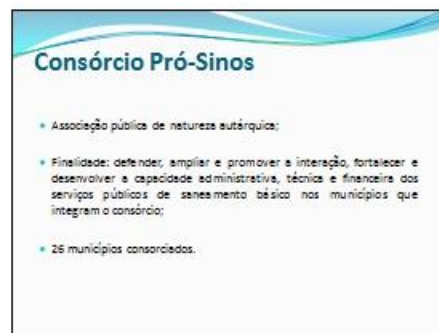 Consórcio Pró-Sinos
• Associação pública de natureza autárquica;
• Finalidade: defender, ampliar e promover a interação, fortalecer e
desenvolver a capacidade administrativa, técnica e financeira dos
serviços públicos de saneamento básico nos municípios que
integram o consórcio;
• 26 municípios consorciados.